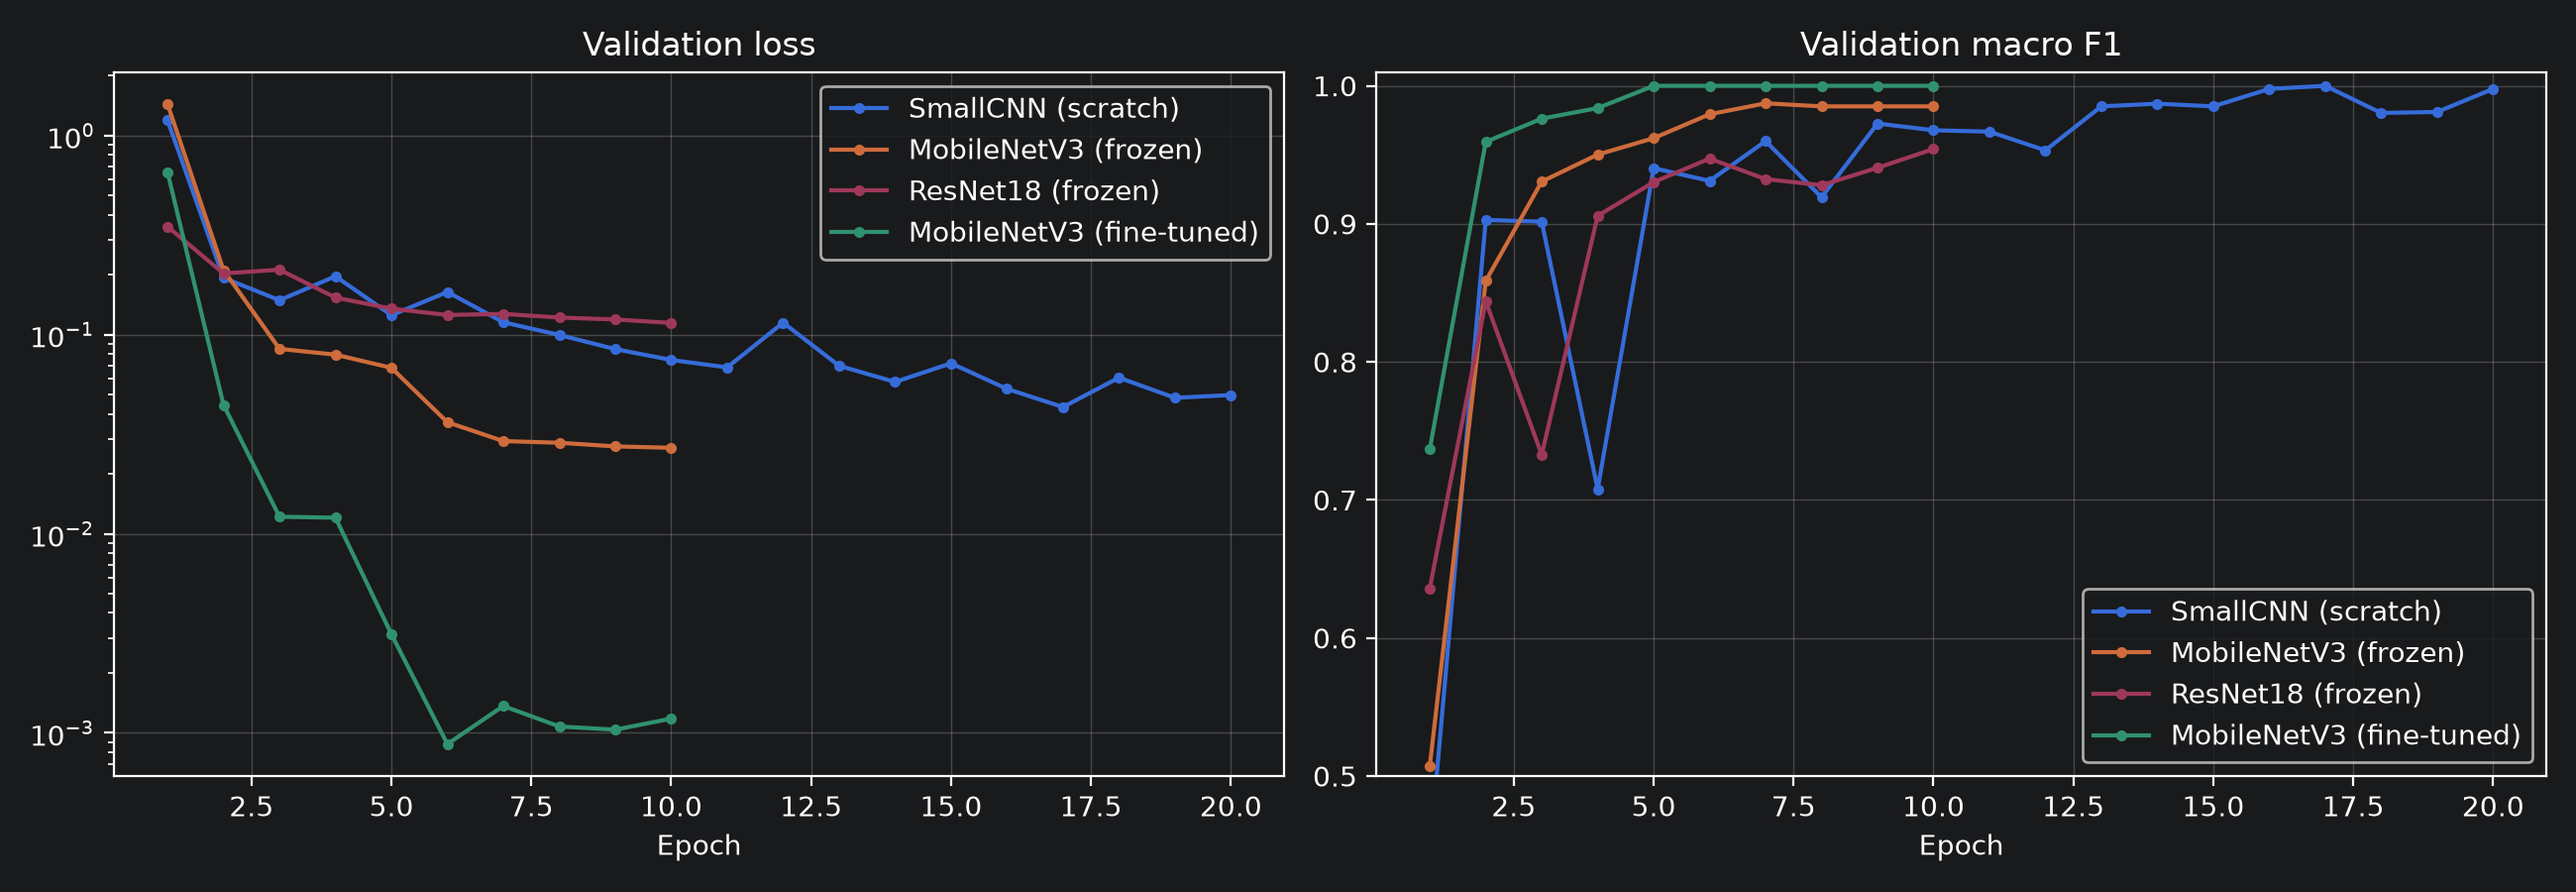 Validation loss
10⁰
10⁻¹
10⁻²
10⁻³
SmallCNN (scratch)
MobileNetV3 (frozen)
ResNet18 (frozen)
MobileNetV3 (fine-tuned)
2.5 5.0 7.5 10.0 12.5 15.0 17.5 20.0
Epoch
Validation macro F1
1.0
0.9
0.8
0.7
0.6
0.5
SmallCNN (scratch)
MobileNetV3 (frozen)
ResNet18 (frozen)
MobileNetV3 (fine-tuned)
2.5 5.0 7.5 10.0 12.5 15.0 17.5 20.0
Epoch